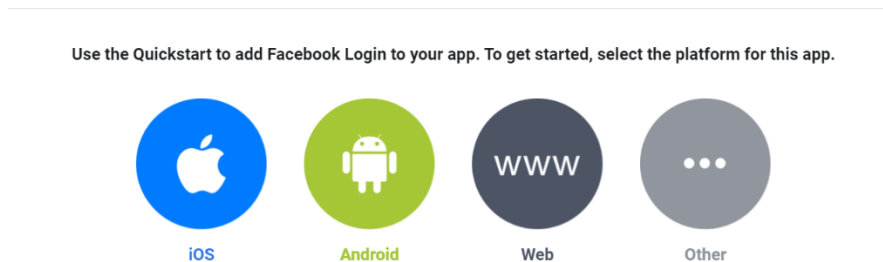 Use the Quickstart to add Facebook Login to your app. To get started, select the platform for this app.
www
iOS
Android
Web
Other